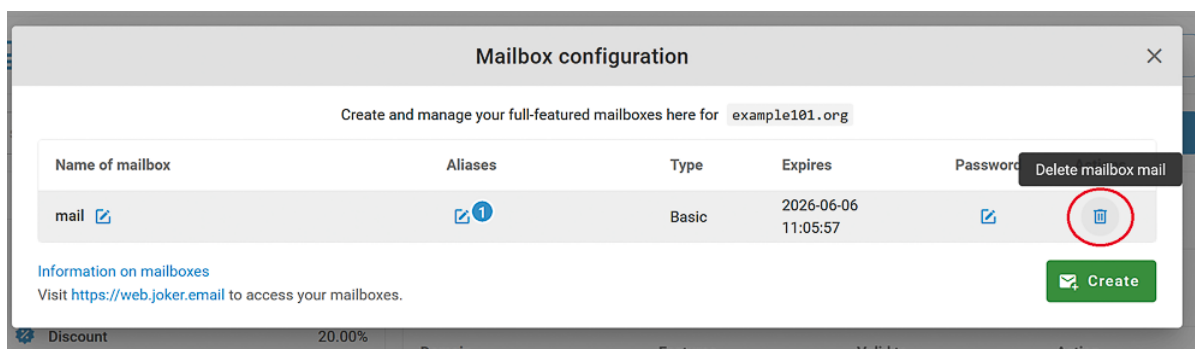 Mailbox configuration
Create and manage your full-featured mailboxes here for example101.org
Name of mailbox Aliases Type Expires Password
Delete mailbox mail
mail 1 Basic 2026-06-06
11:05:57
Information on mailboxes
Visit https://web.joker.email to access your mailboxes.
Create
Discount 20.00%